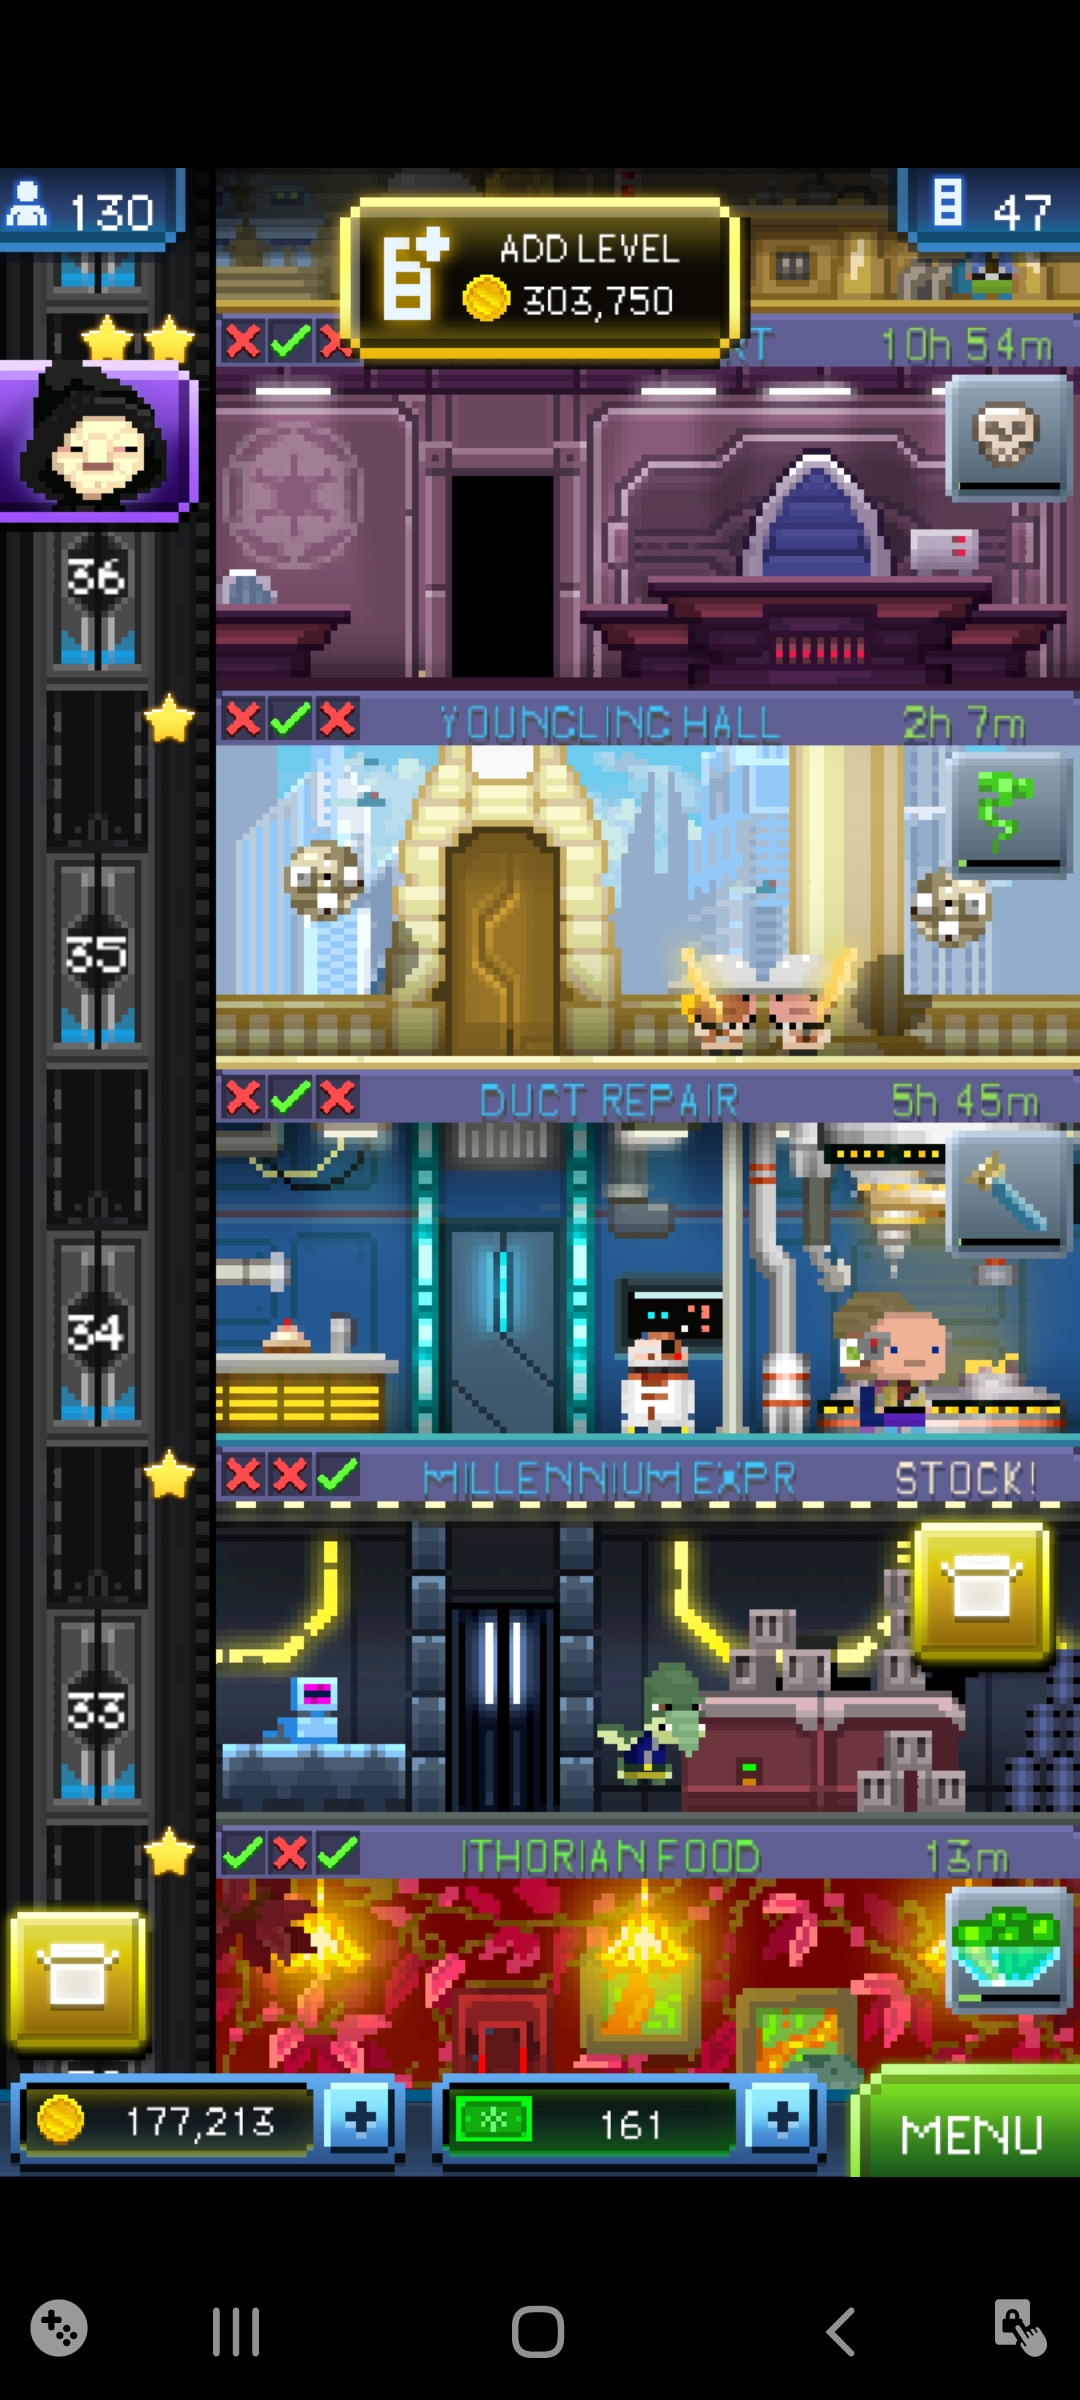 130
ADD LEVEL
303,750
47
10h 54m
36
YOUNGLING HALL 2h 7m
35
DUCT REPAIR 5h 45m
34
MILLENNIUM EXPR STOCK!
33
ITHORIAN FOOD 13m
177,213
161
MENU